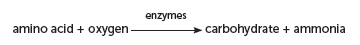 enzymes
amino acid + oxygen → carbohydrate + ammonia